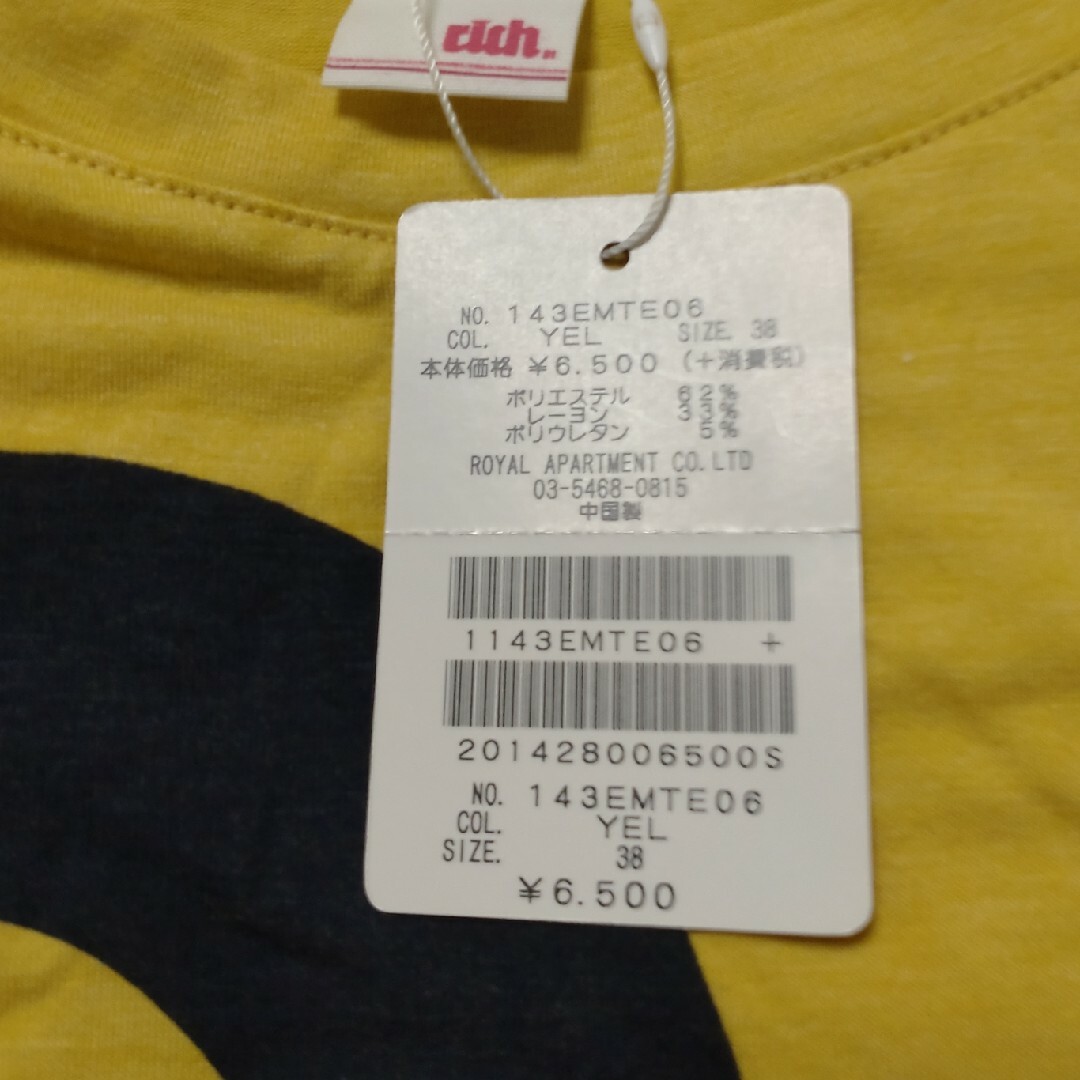 rich.
NO. 143EMTE06
COL. YEL SIZE. 38
本体価格 ¥6.500 (+消費税)
ポリエステル 62%
レーヨン 33%
ポリウレタン 5%
ROYAL APARTMENT CO.LTD
03-5468-0815
中国製
1143EMTE06 +
201428006500S
NO. 143EMTE06
COL. YEL
SIZE. 38
¥6.500